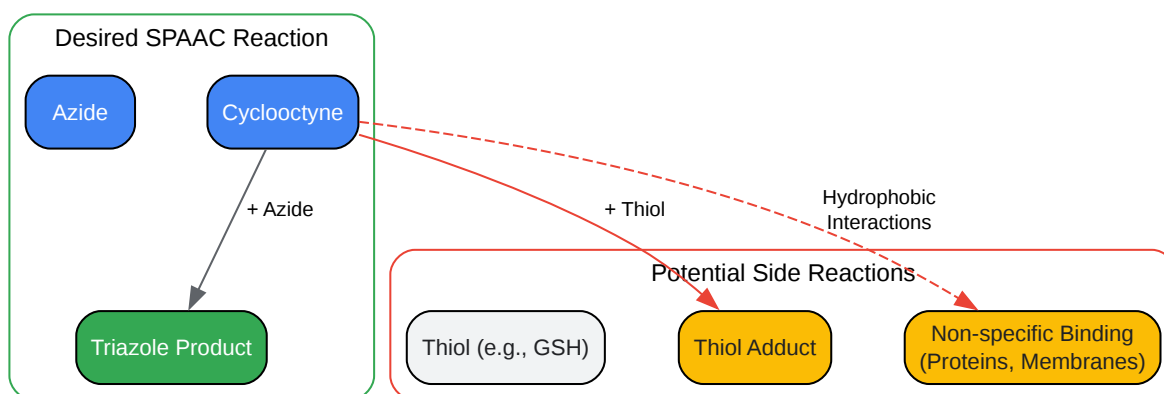 Desired SPAAC Reaction
Azide
Cyclooctyne
+ Azide
+ Thiol
Hydrophobic
Interactions
Potential Side Reactions
Triazole Product
Thiol (e.g., GSH)
Thiol Adduct
Non-specific Binding
(Proteins, Membranes)